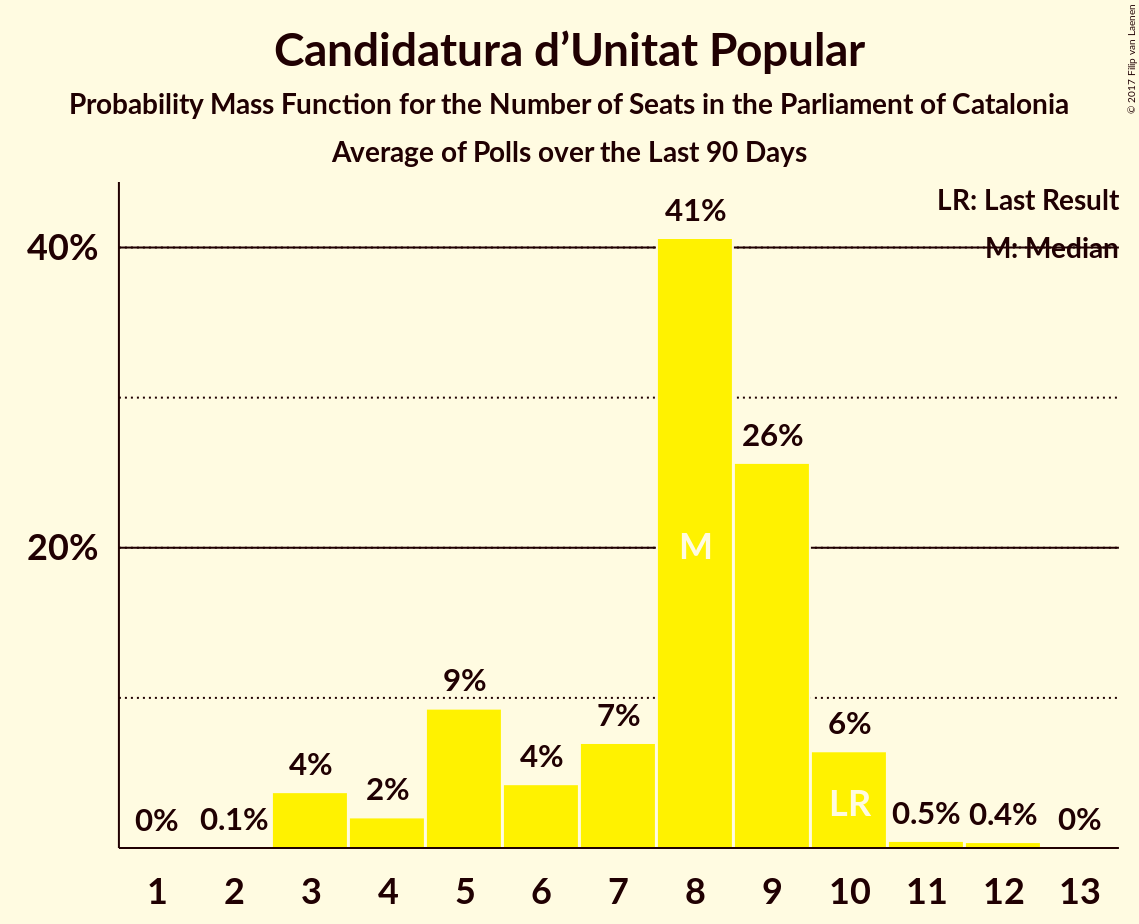 Candidatura d’Unitat Popular
Probability Mass Function for the Number of Seats in the Parliament of Catalonia
Average of Polls over the Last 90 Days
© 2017 Filip van Laenen
LR: Last Result
M: Median
40%
20%
0%
0.1%
4%
2%
9%
4%
7%
41%
26%
6%
0.5%
0.4%
0%
M
LR
1 2 3 4 5 6 7 8 9 10 11 12 13